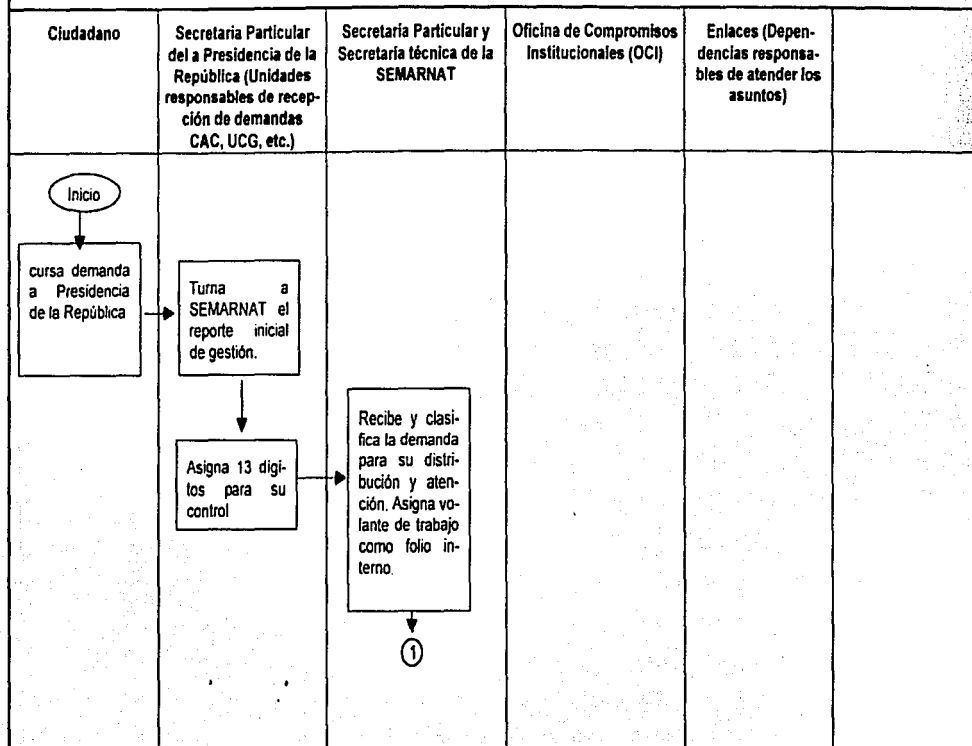 Ciudadano
Secretaria Particular
del a Presidencia de la
República (Unidades
responsables de recep-
ción de demandas
CAC, UCG, etc.)
Secretaria Particular y
Secretaria técnica de la
SEMARNAT
Oficina de Compromisos
Institucionales (OCI)
Enlaces (Depen-
dencias responsa-
bles de atender los
asuntos)
Inicio
cursa demanda
a Presidencia
de la República
Turna a
SEMARNAT el
reporte inicial
de gestión.
Asigna 13 digi-
tos para su
control
Recibe y clasi-
fica la demanda
para su distri-
bución y aten-
ción. Asigna vo-
lante de trabajo
como folio in-
terno.
1